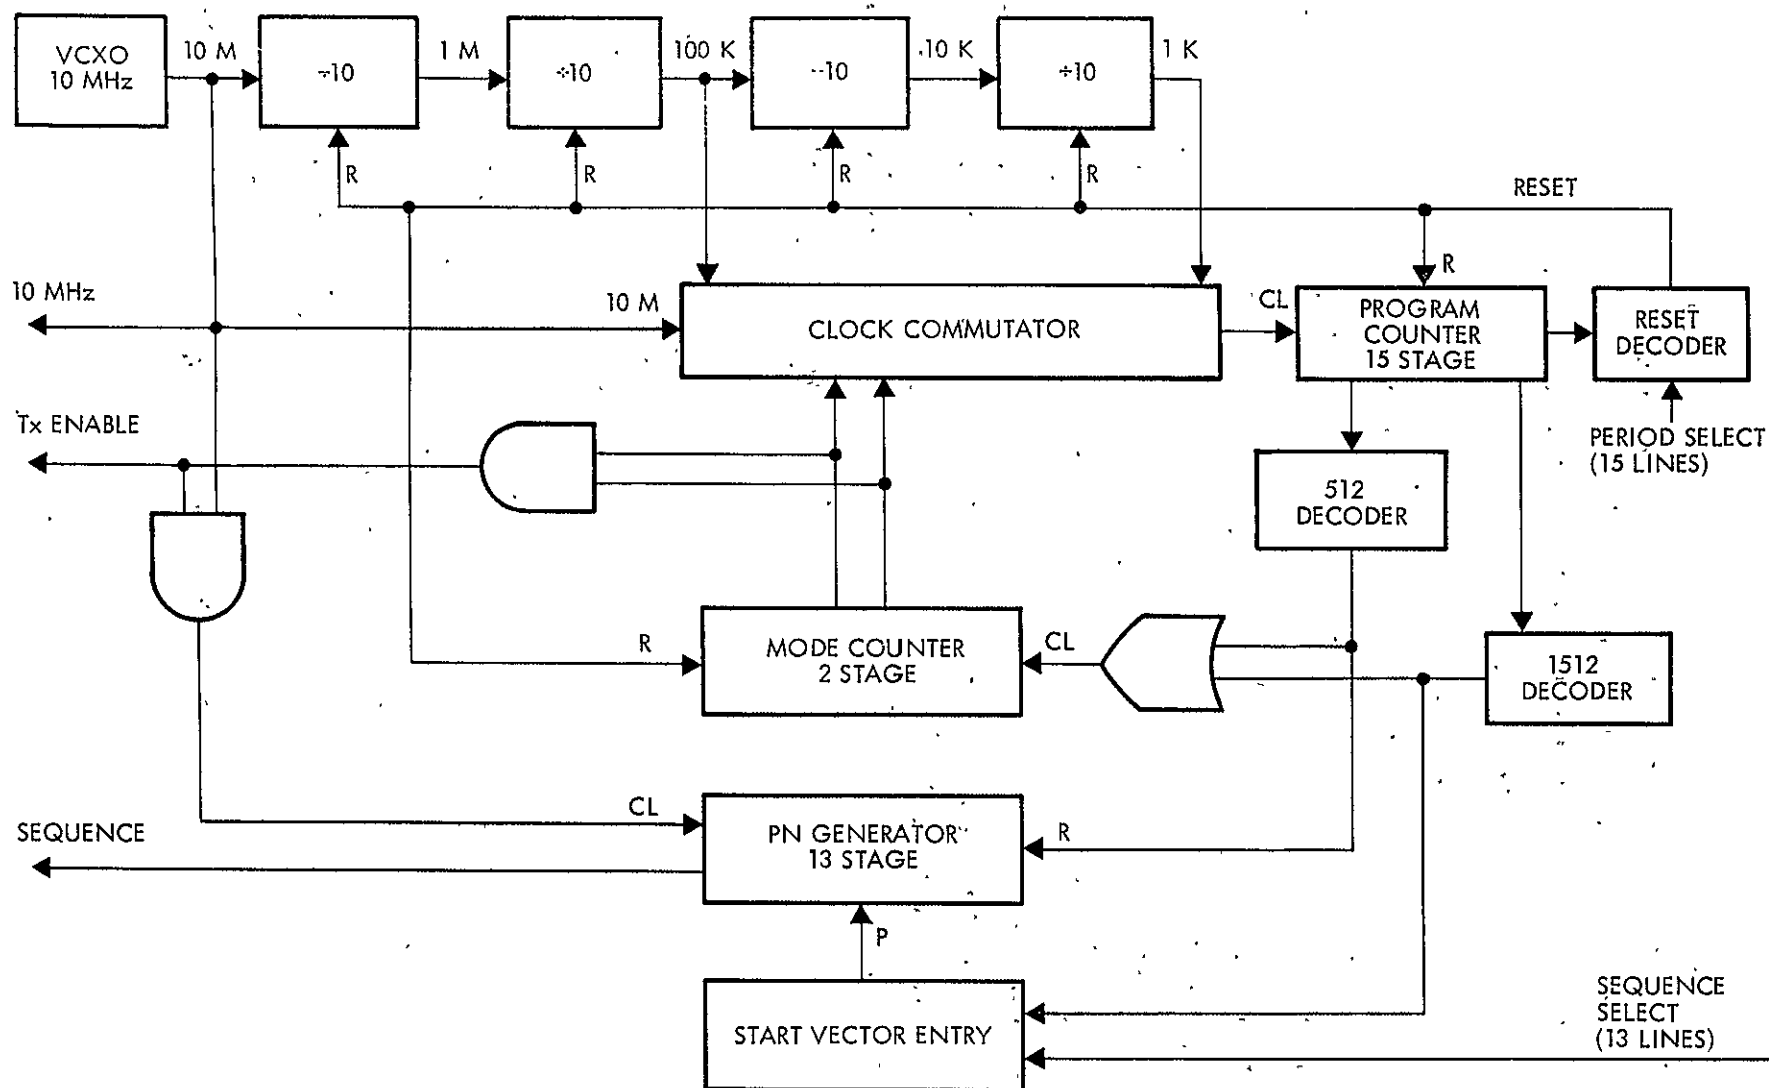 VCXO
10 MHz
10 M
÷10
1 M
÷10
100 K
--10
10 K
÷10
1 K
R
R
R
R
RESET
R
10 MHz
10 M
CLOCK COMMUTATOR
CL
PROGRAM
COUNTER
15 STAGE
RESET
DECODER
Tx ENABLE
PERIOD SELECT
(15 LINES)
512
DECODER
R
MODE COUNTER
2 STAGE
CL
1512
DECODER
SEQUENCE
CL
PN GENERATOR
13 STAGE
R
P
START VECTOR ENTRY
SEQUENCE
SELECT
(13 LINES)